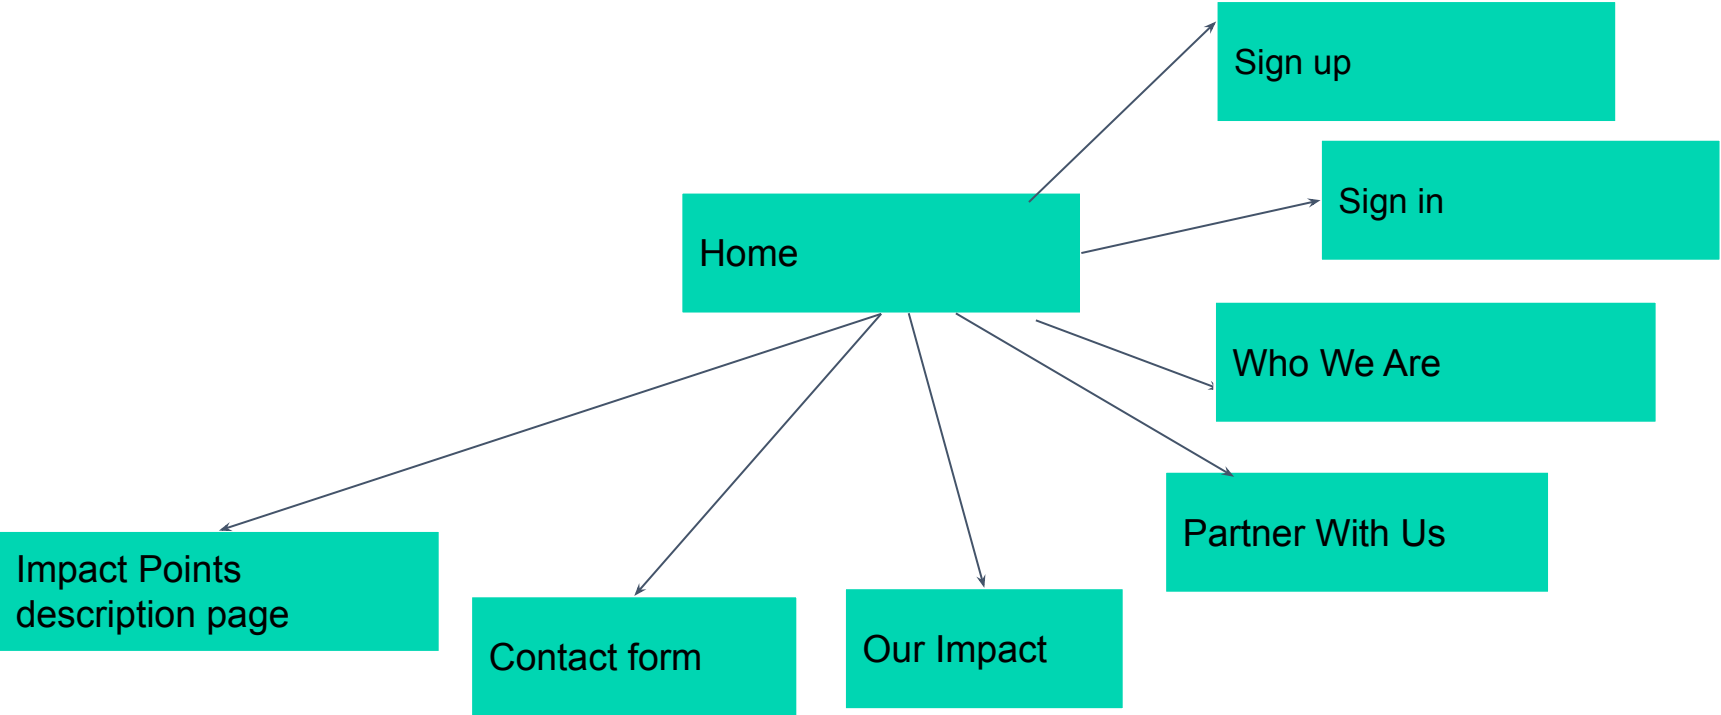 Sign up
Sign in
Home
Who We Are
Partner With Us
Impact Points
description page
Contact form
Our Impact